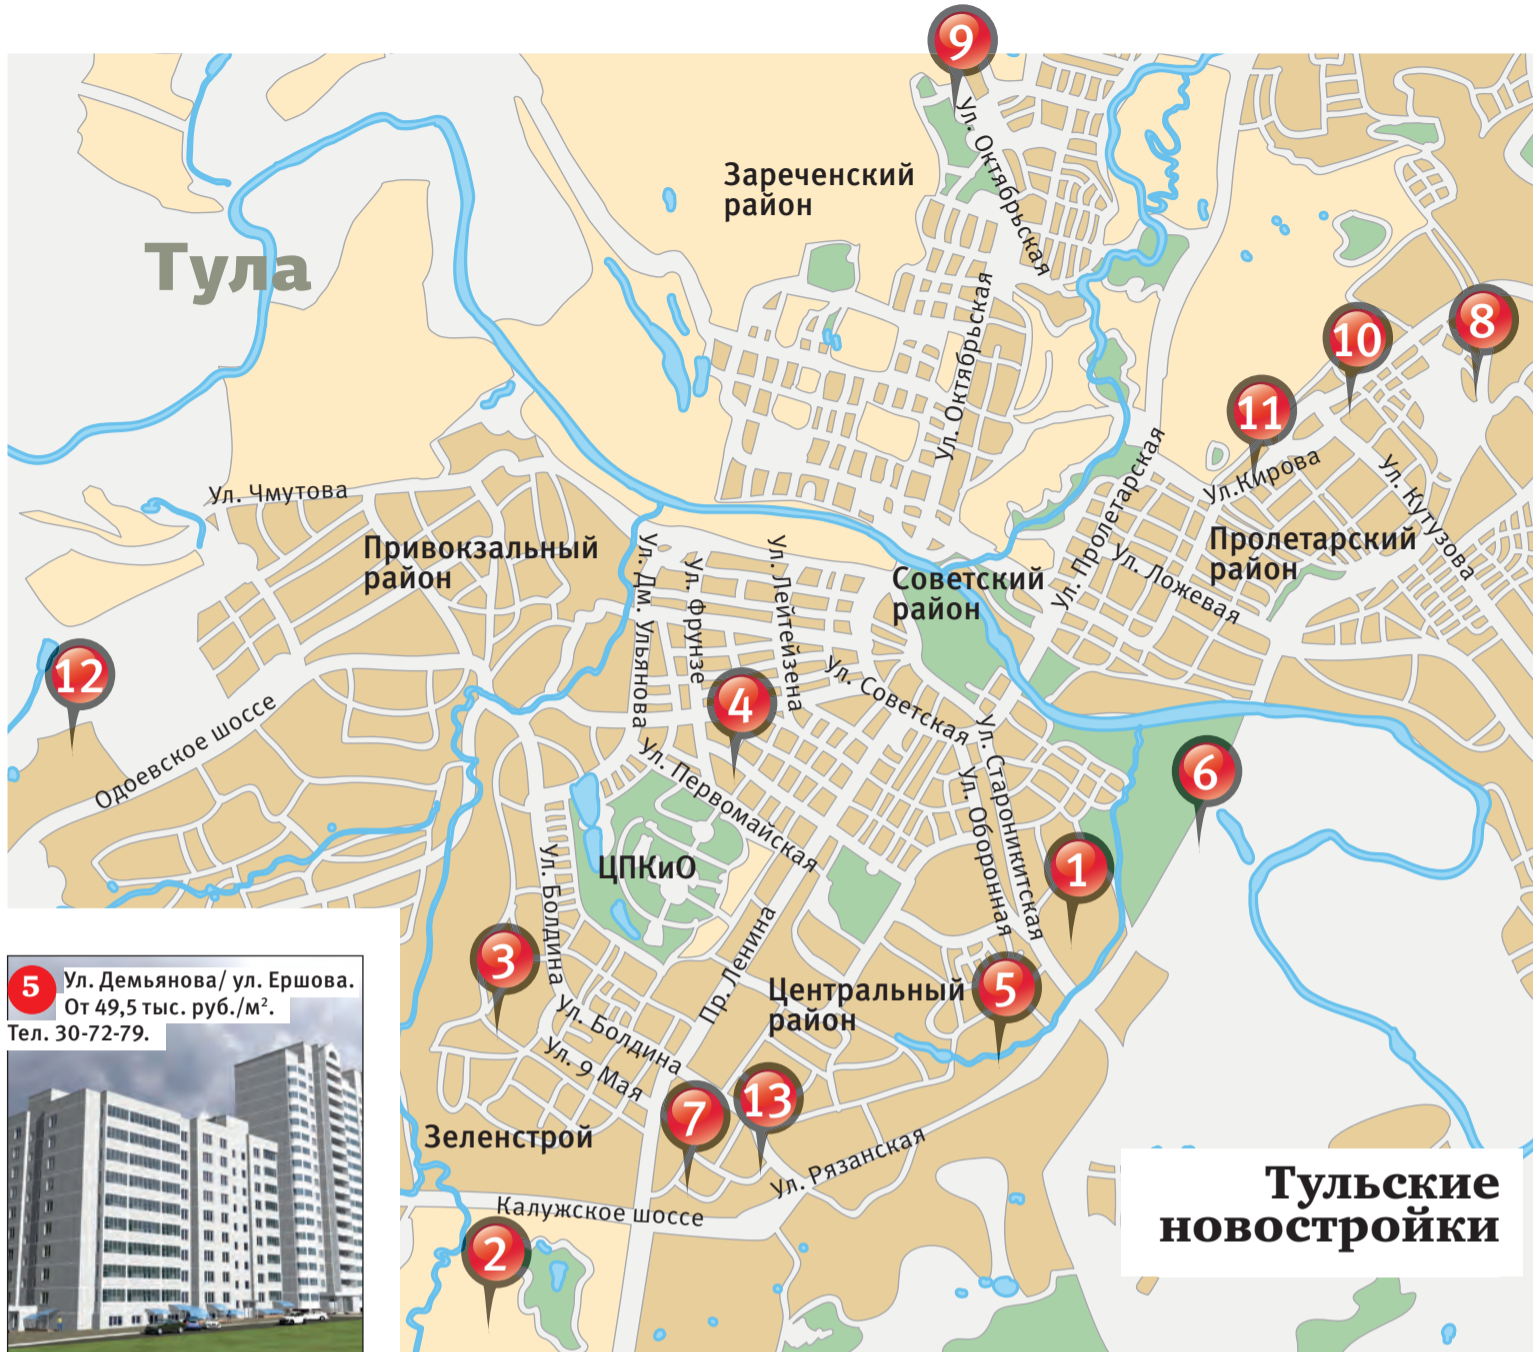 9
Ул. Октябрьская
Зареченский
район
Тула
8
10
11
Ул. Октябрьская
Ул. Пролетарская
Ул.Кирова
Ул. Кутузова
Ул. Чмутова
Привокзальный
район
Ул. Дм. Ульянова
Ул. Фрунзе
Ул. Лейтейзена
Советский
район
Ул. Ложевая
Пролетарский
район
12
4
Ул. Советская
Одоевское шоссе
Ул. Первомайская
Ул. Староникитская
Ул. Оборонная
6
ЦПКиО
1
Ул. Болдина
3
Пр. Ленина
Центральный
район
5
5
Ул. Демьянова/ ул. Ершова.
От 49,5 тыс. руб./м².
Тел. 30-72-79.
Ул. Болдина
Ул. 9 Мая
7
13
Зеленстрой
Ул. Рязанская
Калужское шоссе
2
Тульские
новостройки